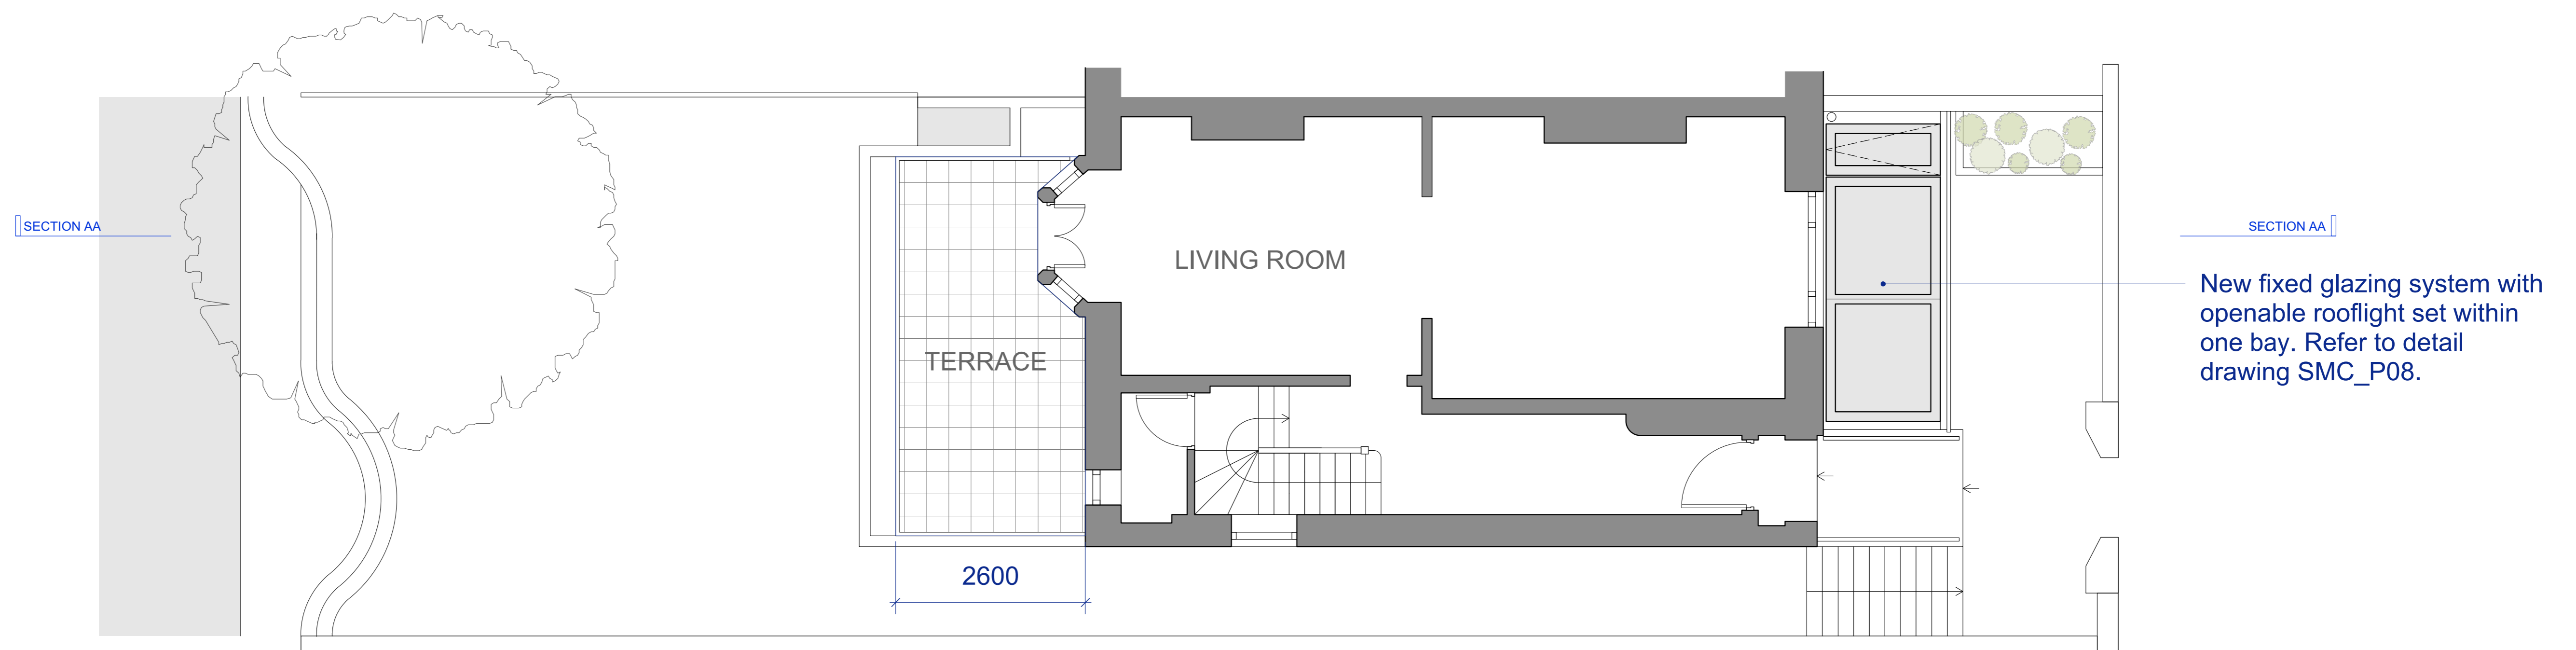 SECTION AA
SECTION AA
LIVING ROOM
New fixed glazing system with
openable rooflight set within
one bay. Refer to detail
drawing SMC_P08.
TERRACE
2600